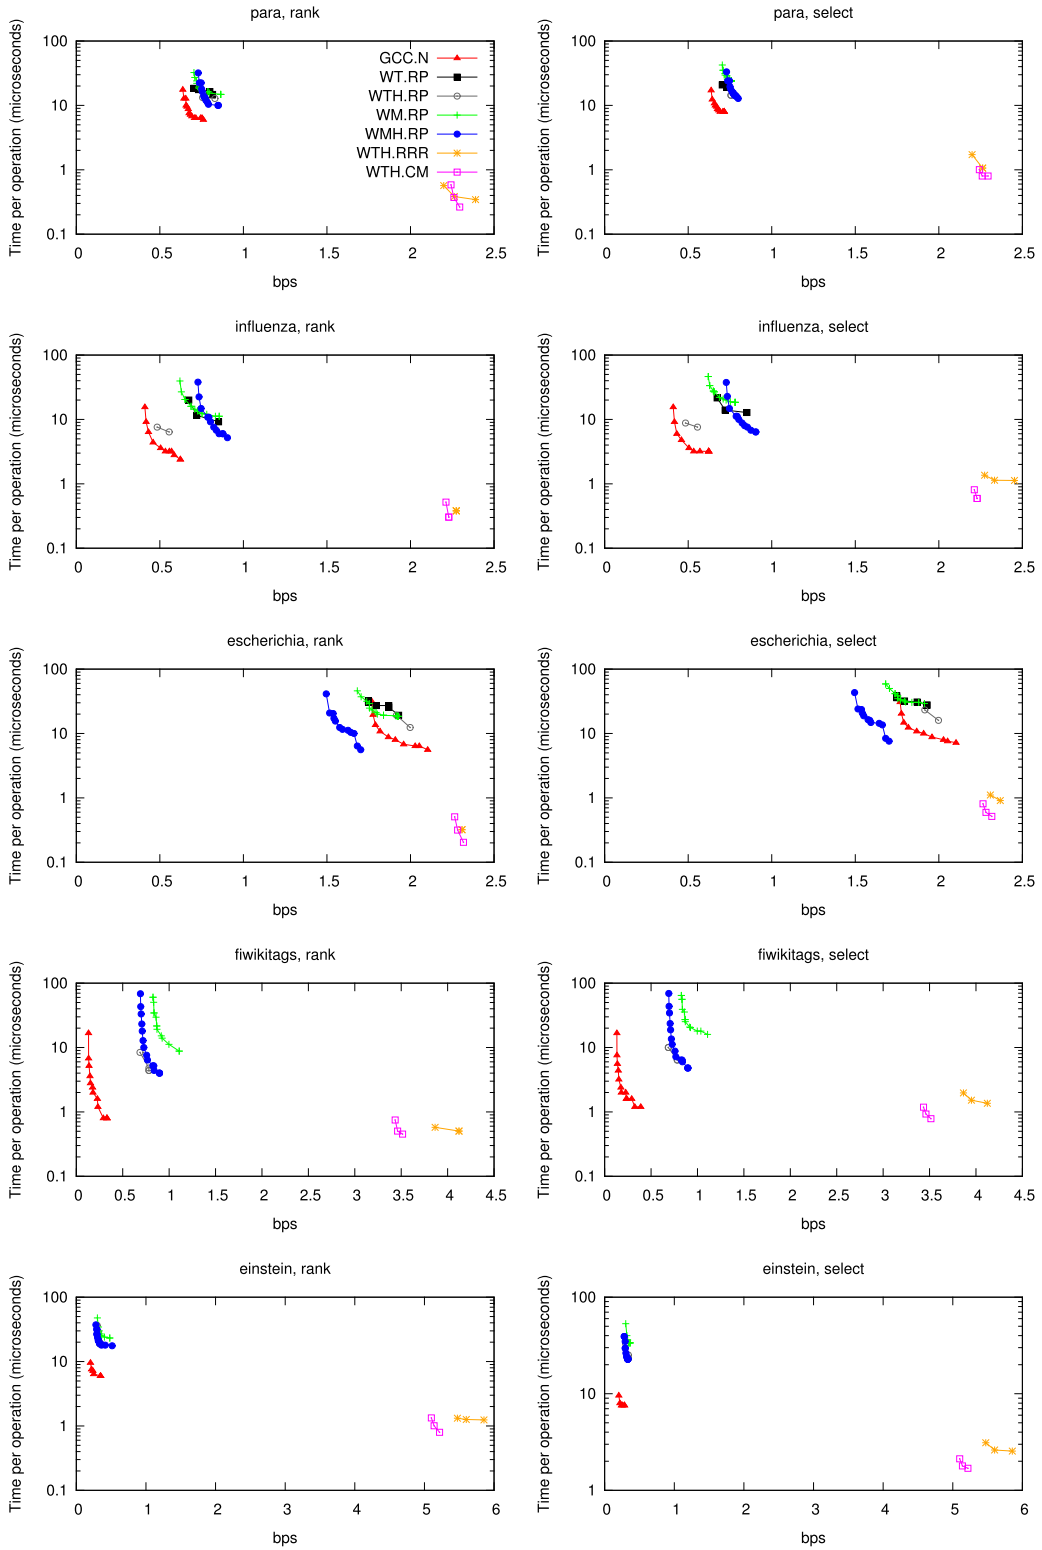 para, rank
para, select
Time per operation (microseconds)
100
10
1
0.1
0 0.5 1 1.5 2 2.5
bps
GCC.N
WT.RP
WTH.RP
WM.RP
WMH.RP
WTH.RRR
WTH.CM
Time per operation (microseconds)
100
10
1
0.1
0 0.5 1 1.5 2 2.5
bps
influenza, rank
influenza, select
Time per operation (microseconds)
100
10
1
0.1
0 0.5 1 1.5 2 2.5
bps
Time per operation (microseconds)
100
10
1
0.1
0 0.5 1 1.5 2 2.5
bps
escherichia, rank
escherichia, select
Time per operation (microseconds)
100
10
1
0.1
0 0.5 1 1.5 2 2.5
bps
Time per operation (microseconds)
100
10
1
0.1
0 0.5 1 1.5 2 2.5
bps
fiwikitags, rank
fiwikitags, select
Time per operation (microseconds)
100
10
1
0.1
0 0.5 1 1.5 2 2.5 3 3.5 4 4.5
bps
Time per operation (microseconds)
100
10
1
0.1
0 0.5 1 1.5 2 2.5 3 3.5 4 4.5
bps
einstein, rank
einstein, select
Time per operation (microseconds)
100
10
1
0.1
0 1 2 3 4 5 6
bps
Time per operation (microseconds)
100
10
1
0 1 2 3 4 5 6
bps